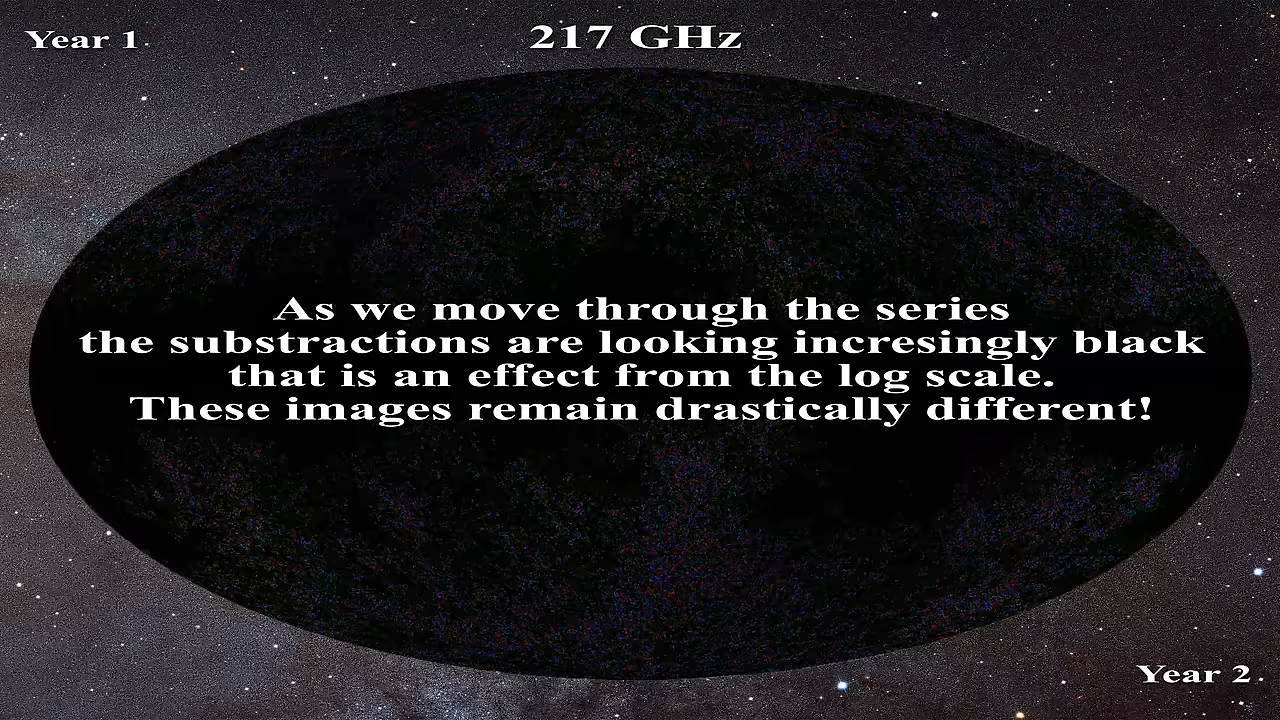 Year 1
217 GHz
As we move through the series
the substractions are looking incresingly black
that is an effect from the log scale.
These images remain drastically different!
Year 2